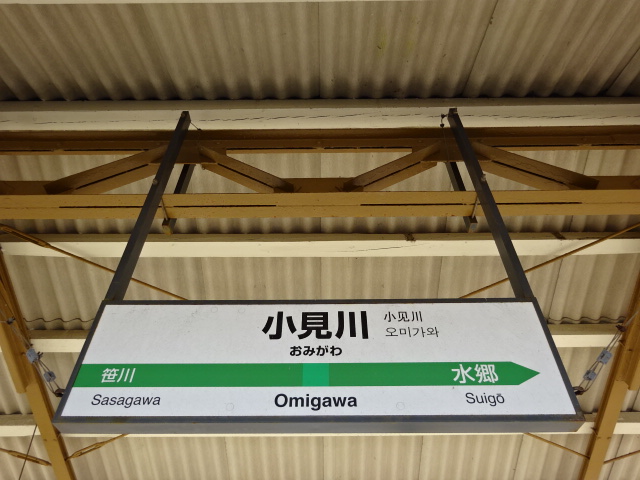 小見川
おみがわ
小见川
오미가와
笹川
水郷
Sasagawa
Omigawa
Suigō